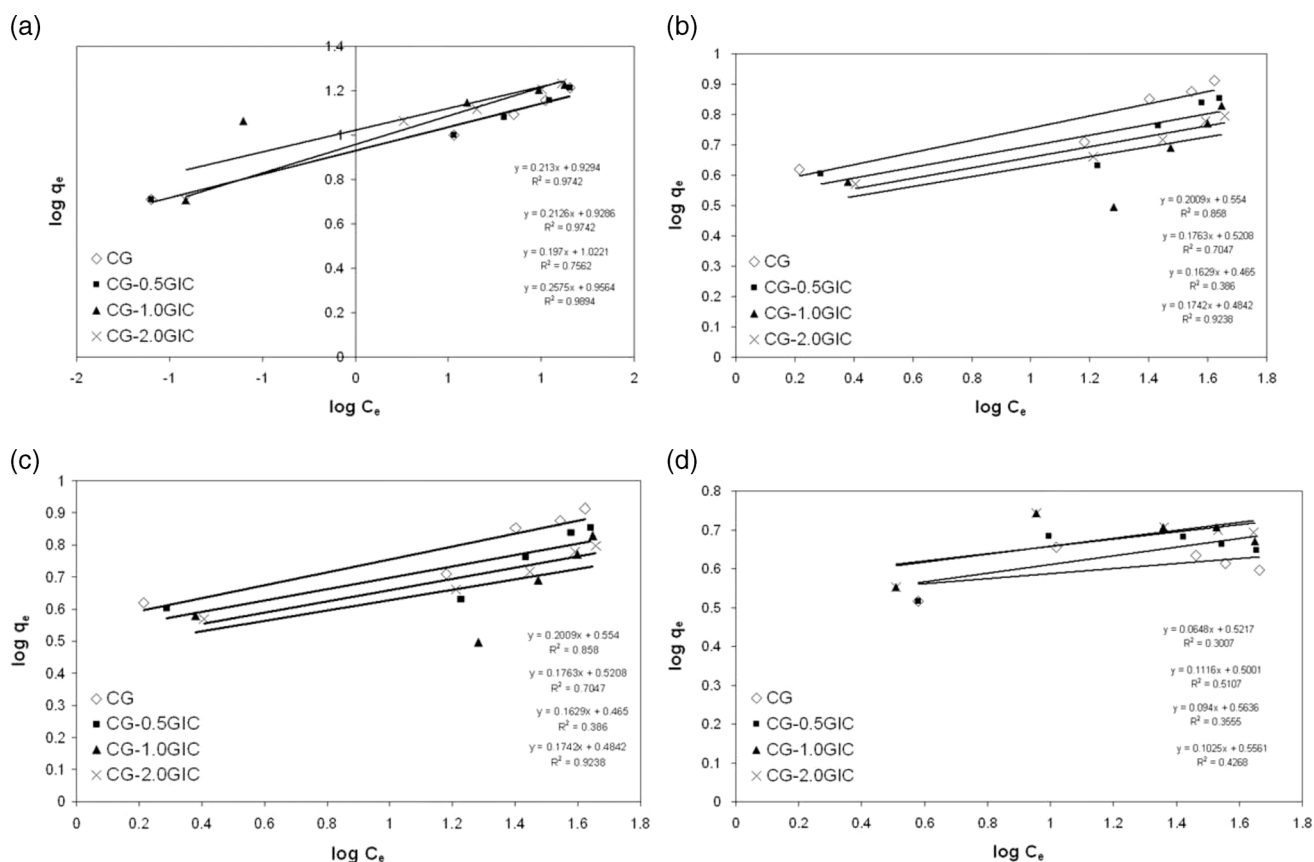 (a)
1.4
1.2
1
0.8
0.6
0.4
0.2
0
-2
-1
-1
0
1
1
2
log qe
log Ce
y = 0.213x + 0.9294
R² = 0.9742
y = 0.2126x + 0.9286
R² = 0.9742
y = 0.197x + 1.0221
R² = 0.7562
y = 0.2575x + 0.9564
R² = 0.9894
CG
CG-0.5GIC
CG-1.0GIC
CG-2.0GIC
(b)
1
0.9
0.8
0.7
0.6
0.5
0.4
0.3
0.2
0.1
0
0
0.2
0.4
0.6
0.8
1
1.2
1.4
1.6
1.8
log qe
log Ce
y = 0.2009x + 0.554
R² = 0.858
y = 0.1763x + 0.5208
R² = 0.7047
y = 0.1629x + 0.465
R² = 0.386
y = 0.1742x + 0.4842
R² = 0.9238
CG
CG-0.5GIC
CG-1.0GIC
CG-2.0GIC
(c)
1
0.9
0.8
0.7
0.6
0.5
0.4
0.3
0.2
0.1
0
0
0.2
0.4
0.6
0.8
1
1.2
1.4
1.6
1.8
log qe
log Ce
y = 0.2009x + 0.554
R² = 0.858
y = 0.1763x + 0.5208
R² = 0.7047
y = 0.1629x + 0.465
R² = 0.386
y = 0.1742x + 0.4842
R² = 0.9238
CG
CG-0.5GIC
CG-1.0GIC
CG-2.0GIC
(d)
0.8
0.7
0.6
0.5
0.4
0.3
0.2
0.1
0
0
0.2
0.4
0.6
0.8
1
1.2
1.4
1.6
1.8
log qe
log Ce
y = 0.0648x + 0.5217
R² = 0.3007
y = 0.1116x + 0.5001
R² = 0.5107
y = 0.094x + 0.5636
R² = 0.3555
y = 0.1025x + 0.5561
R² = 0.4268
CG
CG-0.5GIC
CG-1.0GIC
CG-2.0GIC